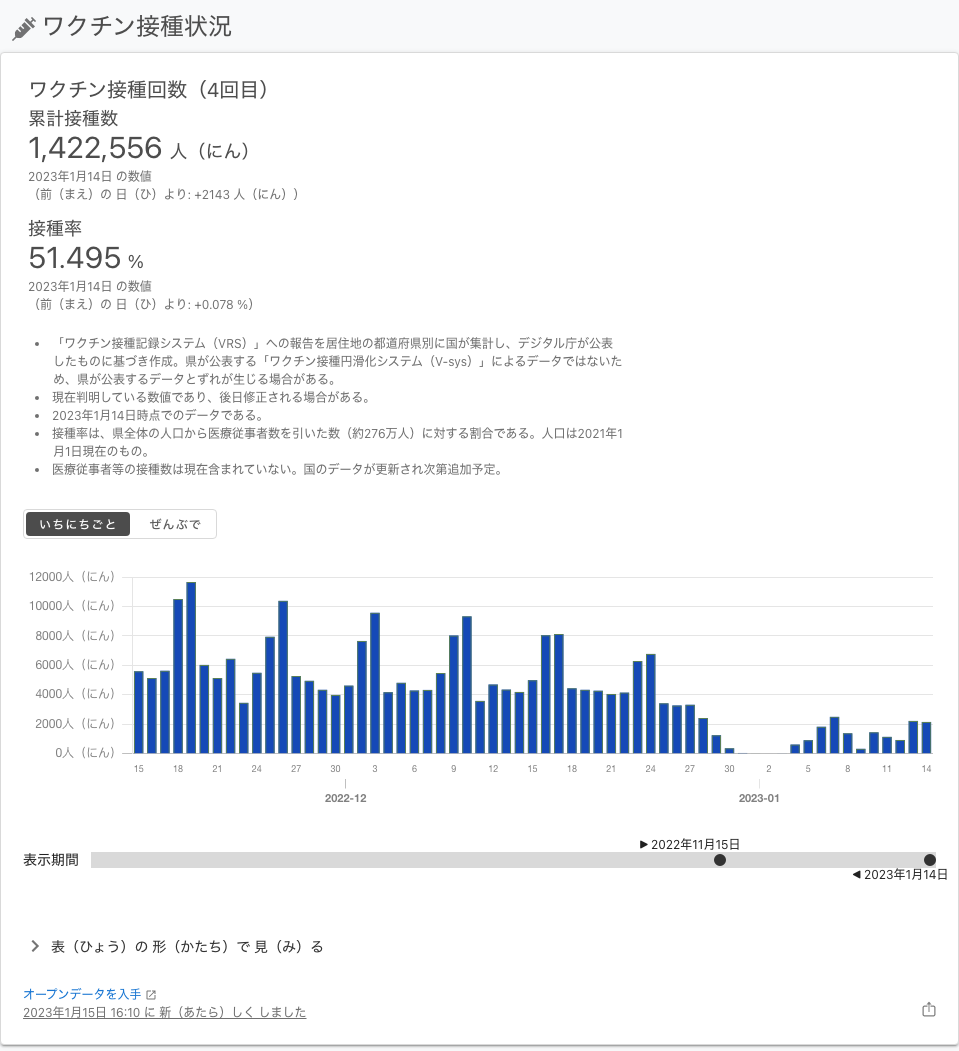 ワクチン接種状況
ワクチン接種回数（4回目）
累計接種数
1,422,556 人（にん）
2023年1月14日 の数値
（前（まえ）の 日（ひ）より: +2143 人（にん））
接種率
51.495 %
2023年1月14日 の数値
（前（まえ）の 日（ひ）より: +0.078 %）
• 「ワクチン接種記録システム（VRS）」への報告を居住地の都道府県別に国が集計し、デジタル庁が公表
したものに基づき作成。県が公表する「ワクチン接種円滑化システム（V-sys）」によるデータではないた
め、県が公表するデータとずれが生じる場合がある。
• 現在判明している数値であり、後日修正される場合がある。
• 2023年1月14日時点でのデータである。
• 接種率は、県全体の人口から医療従事者数を引いた数（約276万人）に対する割合である。人口は2021年1
月1日現在のもの。
• 医療従事者等の接種数は現在含まれていない。国のデータが更新され次第追加予定。
いちにちごと ぜんぶで
12000人（にん）
10000人（にん）
8000人（にん）
6000人（にん）
4000人（にん）
2000人（にん）
0人（にん）
15 18 21 24 27 30 3 6 9 12 15 18 21 24 27 30 2 5 8 11 14
2022-12 2023-01
▶ 2022年11月15日
表示期間
◀ 2023年1月14日
表（ひょう）の 形（かたち）で 見（み）る
オープンデータを入手
2023年1月15日 16:10 に 新（あたら）しく しました